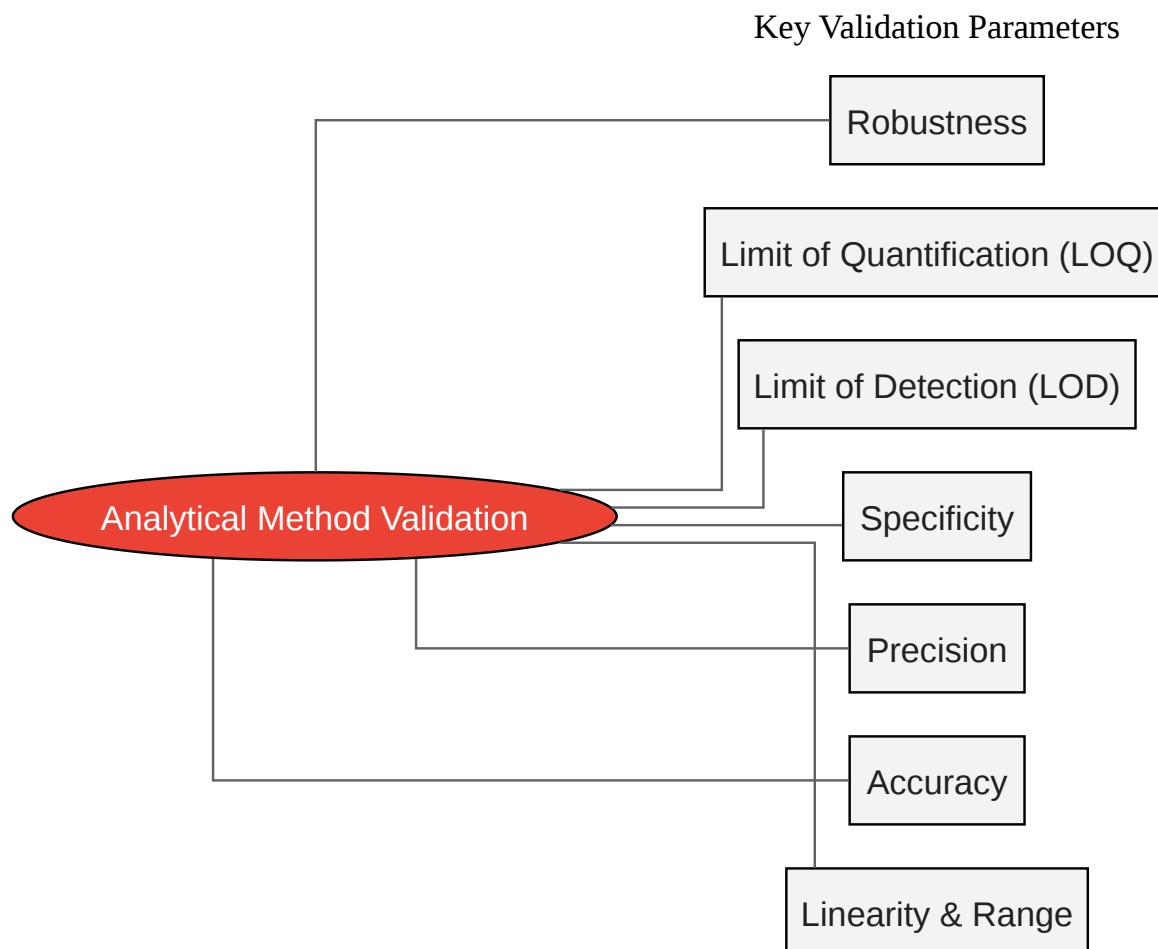 Key Validation Parameters
Robustness
Limit of Quantification (LOQ)
Limit of Detection (LOD)
Analytical Method Validation
Specificity
Precision
Accuracy
Linearity & Range